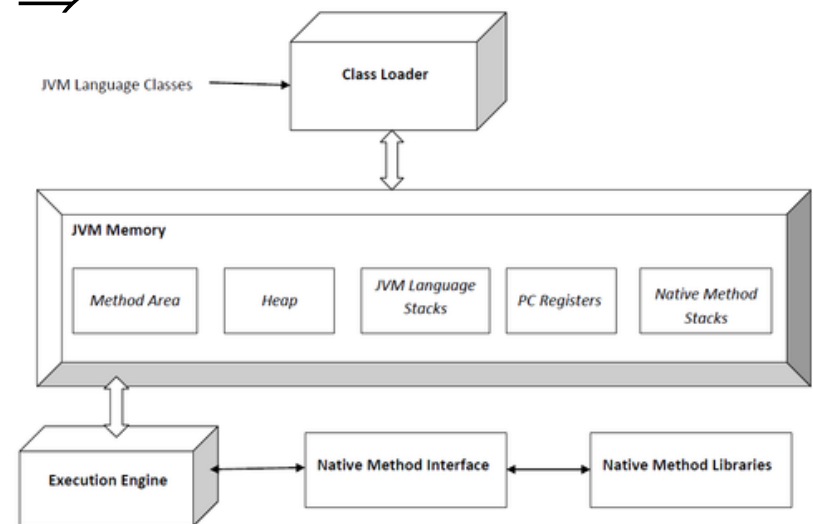 Class Loader
JVM Language Classes
JVM Memory
Method Area
Heap
JVM Language
Stacks
PC Registers
Native Method
Stacks
Execution Engine
Native Method Interface
Native Method Libraries